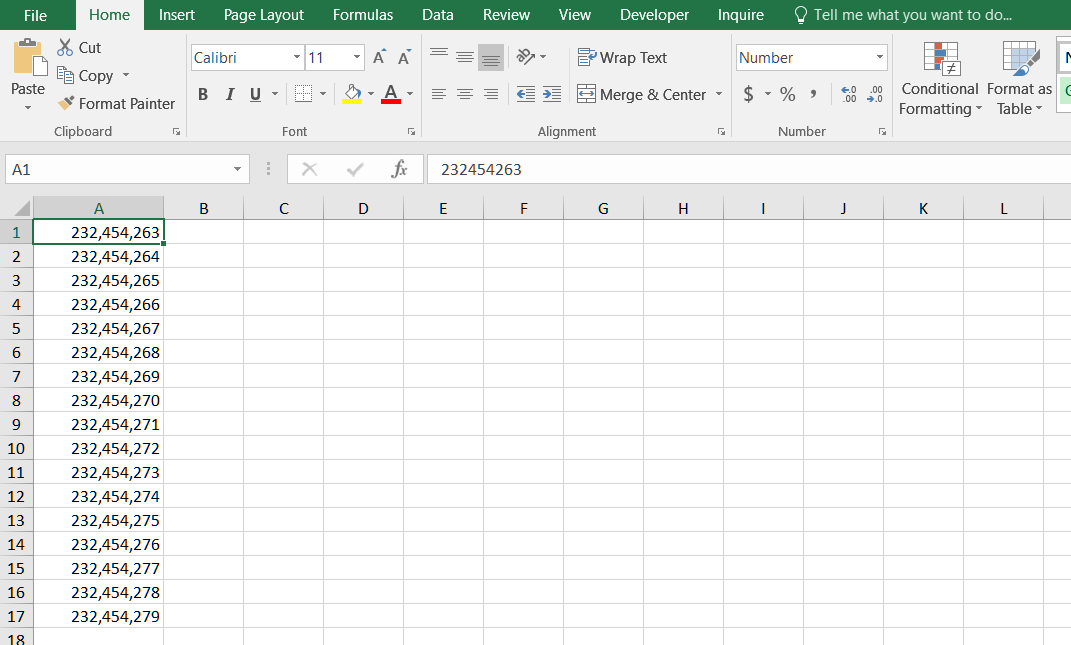 File Home Insert Page Layout Formulas Data Review View Developer Inquire Tell me what you want to do...
Paste
Cut
Copy
Format Painter
Clipboard
Calibri 11 A A
B I U A
Font
Wrap Text
Merge & Center
Alignment
Number
$ % , .0 .00 .00 .0
Number
Conditional Formatting
Format as Table
A1 fx 232454263
A B C D E F G H I J K L
1 232,454,263
2 232,454,264
3 232,454,265
4 232,454,266
5 232,454,267
6 232,454,268
7 232,454,269
8 232,454,270
9 232,454,271
10 232,454,272
11 232,454,273
12 232,454,274
13 232,454,275
14 232,454,276
15 232,454,277
16 232,454,278
17 232,454,279
18